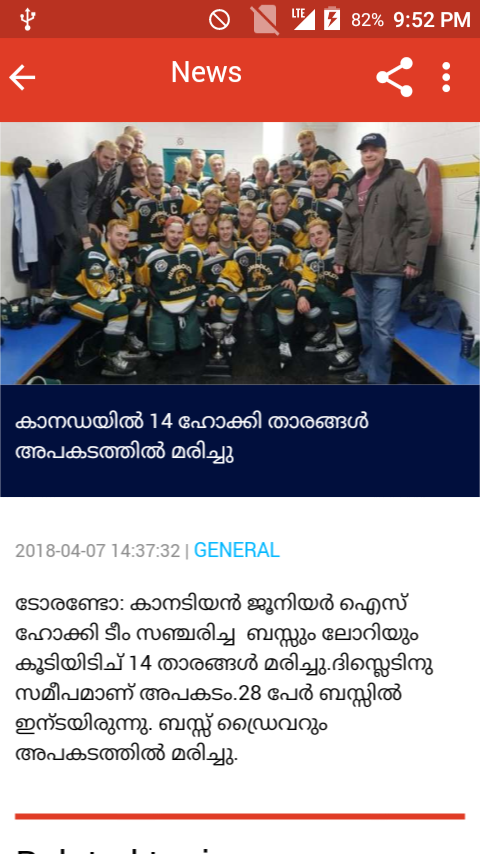 LTE 82% 9:52 PM
News
കാനഡയിൽ 14 ഹോക്കി താരങ്ങൾ
അപകടത്തിൽ മരിച്ചു
2018-04-07 14:37:32 | GENERAL
ടോരണ്ടോ: കാനടിയൻ ജൂനിയർ ഐസ്
ഹോക്കി ടീം സഞ്ചരിച്ച ബസ്സും ലോറിയും
കൂടിയിടിച് 14 താരങ്ങൾ മരിച്ചു.ദിസ്ലെടിനു
സമീപമാണ് അപകടം.28 പേർ ബസ്സിൽ
ഇന്ടയിരുന്നു. ബസ്സ് ഡ്രൈവറും
അപകടത്തിൽ മരിച്ചു.